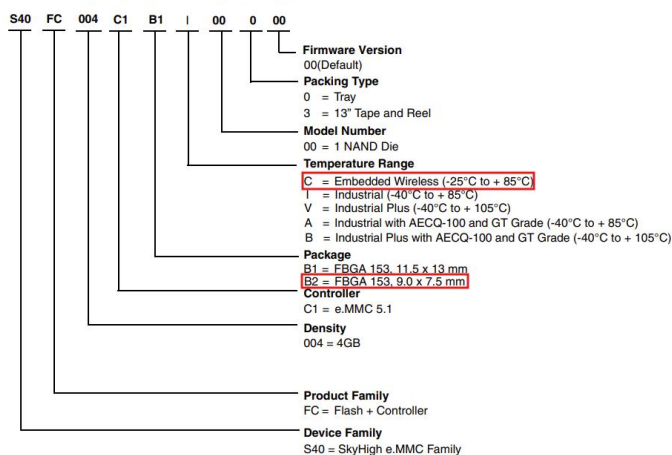 S40 FC 004 C1 B1 I 00 0 00
Firmware Version
00(Default)
Packing Type
0 = Tray
3 = 13" Tape and Reel
Model Number
00 = 1 NAND Die
Temperature Range
C = Embedded Wireless (-25°C to + 85°C)
I = Industrial (-40°C to + 85°C)
V = Industrial Plus (-40°C to + 105°C)
A = Industrial with AECQ-100 and GT Grade (-40°C to + 85°C)
B = Industrial Plus with AECQ-100 and GT Grade (-40°C to + 105°C)
Package
B1 = FBGA 153, 11.5 x 13 mm
B2 = FBGA 153, 9.0 x 7.5 mm
Controller
C1 = e.MMC 5.1
Density
004 = 4GB
Product Family
FC = Flash + Controller
Device Family
S40 = SkyHigh e.MMC Family